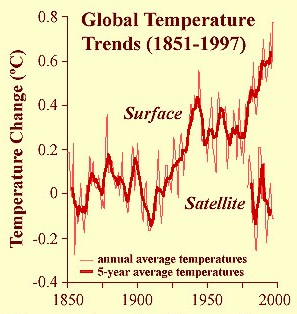 Global Temperature
Trends (1851-1997)
Temperature Change (°C)
0.8
0.6
0.4
0.2
0
-0.2
-0.4
Surface
Satellite
annual average temperatures
5-year average temperatures
1850
1900
1950
2000